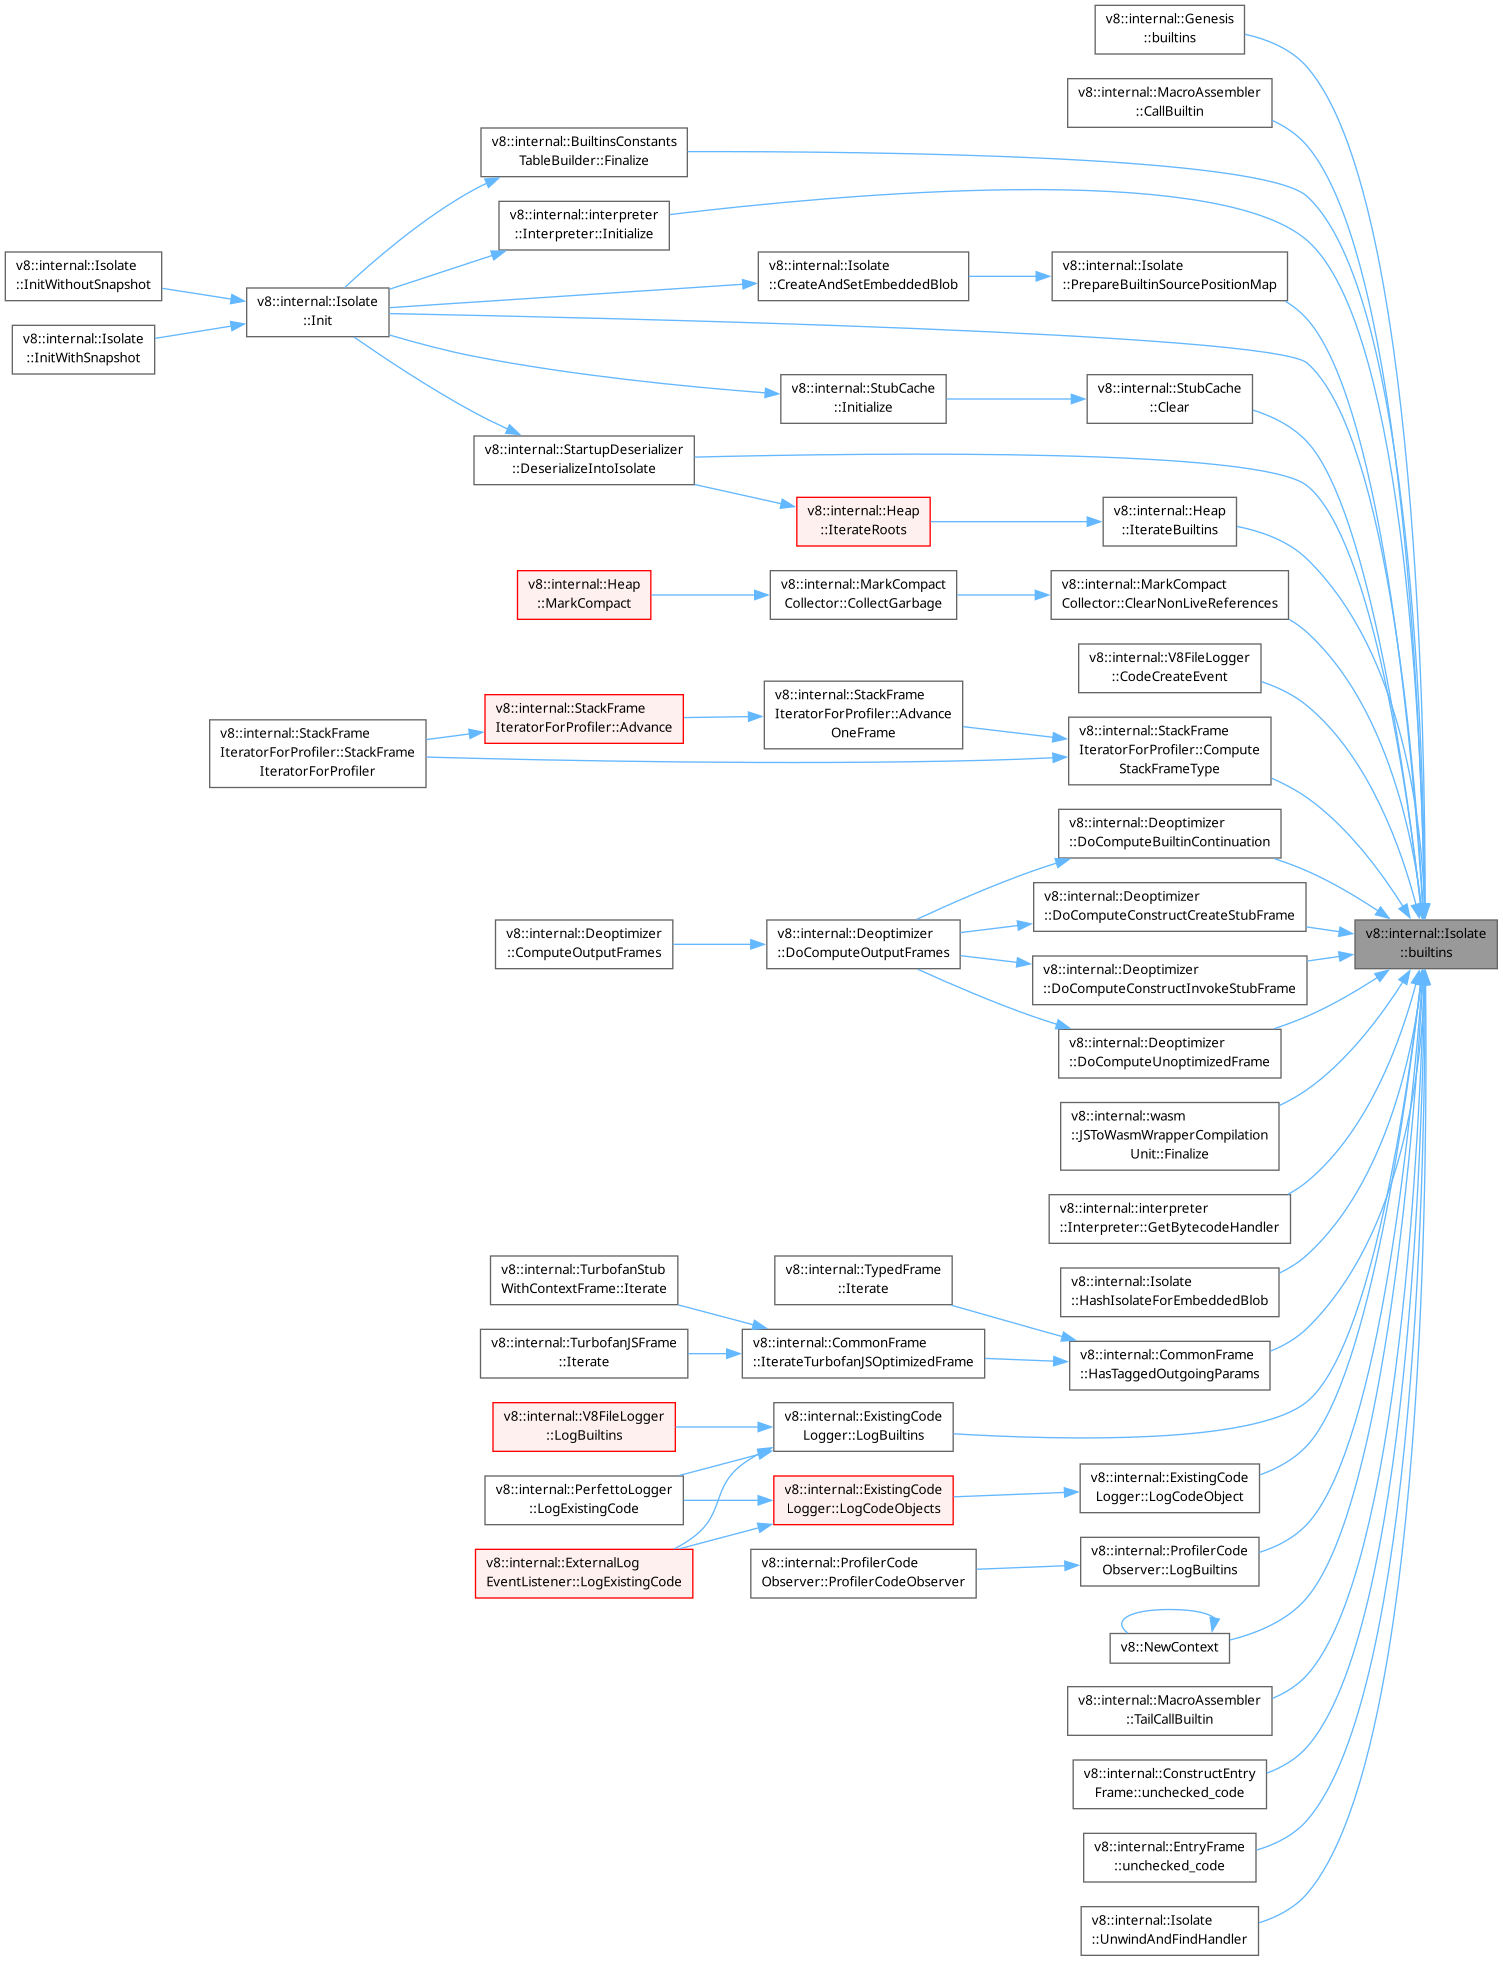 v8::internal::Genesis
::builtins
v8::internal::MacroAssembler
::CallBuiltin
v8::internal::BuiltinsConstants
TableBuilder::Finalize
v8::internal::interpreter
::Interpreter::Initialize
v8::internal::Isolate
::InitWithoutSnapshot
v8::internal::Isolate
::CreateAndSetEmbeddedBlob
v8::internal::Isolate
::PrepareBuiltinSourcePositionMap
v8::internal::Isolate
::Init
v8::internal::Isolate
::InitWithSnapshot
v8::internal::StubCache
::Initialize
v8::internal::StubCache
::Clear
v8::internal::StartupDeserializer
::DeserializeIntoIsolate
v8::internal::Heap
::IterateRoots
v8::internal::Heap
::IterateBuiltins
v8::internal::Heap
::MarkCompact
v8::internal::MarkCompact
Collector::CollectGarbage
v8::internal::MarkCompact
Collector::ClearNonLiveReferences
v8::internal::V8FileLogger
::CodeCreateEvent
v8::internal::StackFrame
IteratorForProfiler::StackFrame
IteratorForProfiler
v8::internal::StackFrame
IteratorForProfiler::Advance
v8::internal::StackFrame
IteratorForProfiler::Advance
OneFrame
v8::internal::StackFrame
IteratorForProfiler::Compute
StackFrameType
v8::internal::Deoptimizer
::DoComputeBuiltinContinuation
v8::internal::Deoptimizer
::DoComputeConstructCreateStubFrame
v8::internal::Deoptimizer
::ComputeOutputFrames
v8::internal::Deoptimizer
::DoComputeOutputFrames
v8::internal::Isolate
::builtins
v8::internal::Deoptimizer
::DoComputeConstructInvokeStubFrame
v8::internal::Deoptimizer
::DoComputeUnoptimizedFrame
v8::internal::wasm
::JSToWasmWrapperCompilation
Unit::Finalize
v8::internal::interpreter
::Interpreter::GetBytecodeHandler
v8::internal::TurbofanStub
WithContextFrame::Iterate
v8::internal::TypedFrame
::Iterate
v8::internal::Isolate
::HashIsolateForEmbeddedBlob
v8::internal::TurbofanJSFrame
::Iterate
v8::internal::CommonFrame
::IterateTurbofanJSOptimizedFrame
v8::internal::CommonFrame
::HasTaggedOutgoingParams
v8::internal::V8FileLogger
::LogBuiltins
v8::internal::ExistingCode
Logger::LogBuiltins
v8::internal::PerfettoLogger
::LogExistingCode
v8::internal::ExistingCode
Logger::LogCodeObjects
v8::internal::ExistingCode
Logger::LogCodeObject
v8::internal::ExternalLog
EventListener::LogExistingCode
v8::internal::ProfilerCode
Observer::ProfilerCodeObserver
v8::internal::ProfilerCode
Observer::LogBuiltins
v8::NewContext
v8::internal::MacroAssembler
::TailCallBuiltin
v8::internal::ConstructEntry
Frame::unchecked_code
v8::internal::EntryFrame
::unchecked_code
v8::internal::Isolate
::UnwindAndFindHandler